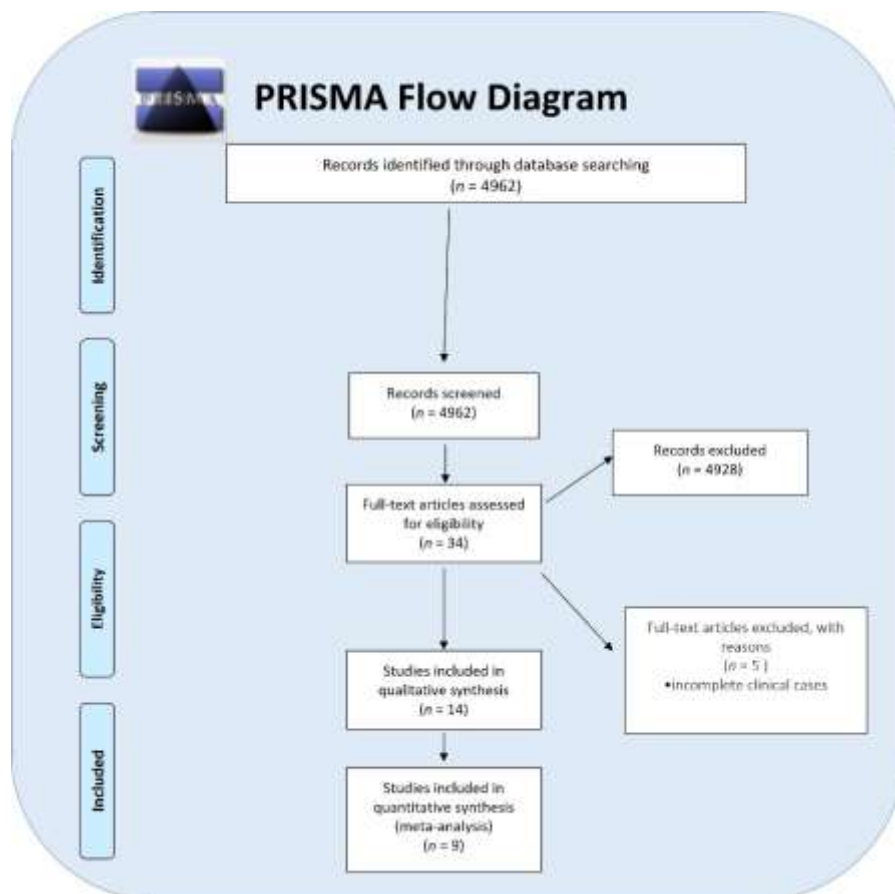 PRISMA
PRISMA Flow Diagram
Identification
Records identified through database searching
(n = 4962)
Screening
Records screened
(n = 4962)
Records excluded
(n = 4928)
Full-text articles assessed
for eligibility
(n = 34)
Eligibility
Full-text articles excluded, with
reasons
(n = 5 )
•incomplete clinical cases
Studies included in
qualitative synthesis
(n = 14)
Included
Studies included in
quantitative synthesis
(meta-analysis)
(n = 9)